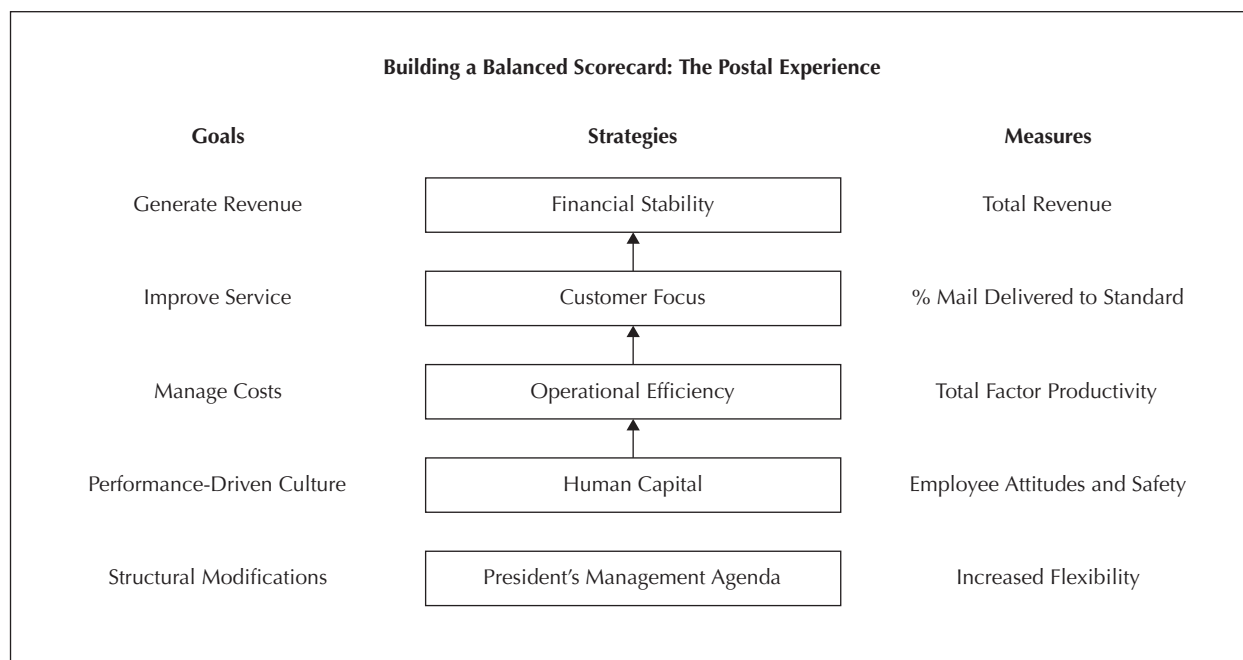 Building a Balanced Scorecard: The Postal Experience
Goals Strategies Measures
Generate Revenue Financial Stability Total Revenue
Improve Service Customer Focus % Mail Delivered to Standard
Manage Costs Operational Efficiency Total Factor Productivity
Performance-Driven Culture Human Capital Employee Attitudes and Safety
Structural Modifications President’s Management Agenda Increased Flexibility